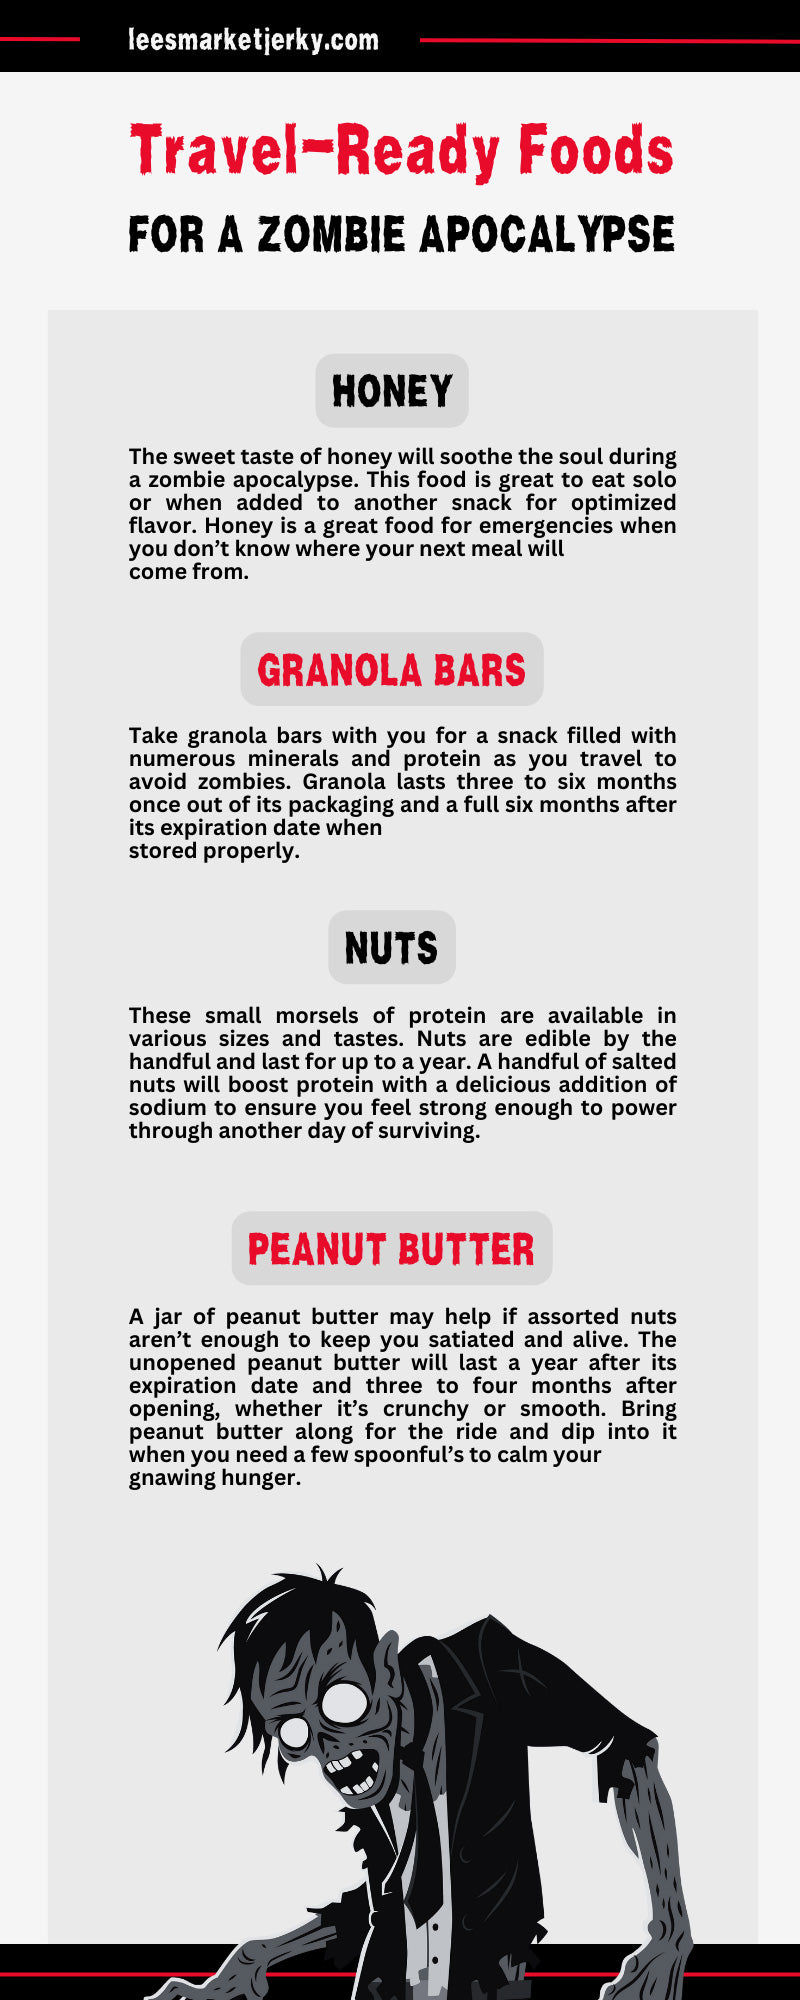 leesmarketjerky.com
Travel-Ready Foods
FOR A ZOMBIE APOCALYPSE
HONEY
The sweet taste of honey will soothe the soul during
a zombie apocalypse. This food is great to eat solo
or when added to another snack for optimized
flavor. Honey is a great food for emergencies when
you don’t know where your next meal will
come from.
GRANOLA BARS
Take granola bars with you for a snack filled with
numerous minerals and protein as you travel to
avoid zombies. Granola lasts three to six months
once out of its packaging and a full six months after
its expiration date when
stored properly.
NUTS
These small morsels of protein are available in
various sizes and tastes. Nuts are edible by the
handful and last for up to a year. A handful of salted
nuts will boost protein with a delicious addition of
sodium to ensure you feel strong enough to power
through another day of surviving.
PEANUT BUTTER
A jar of peanut butter may help if assorted nuts
aren’t enough to keep you satiated and alive. The
unopened peanut butter will last a year after its
expiration date and three to four months after
opening, whether it’s crunchy or smooth. Bring
peanut butter along for the ride and dip into it
when you need a few spoonful’s to calm your
gnawing hunger.